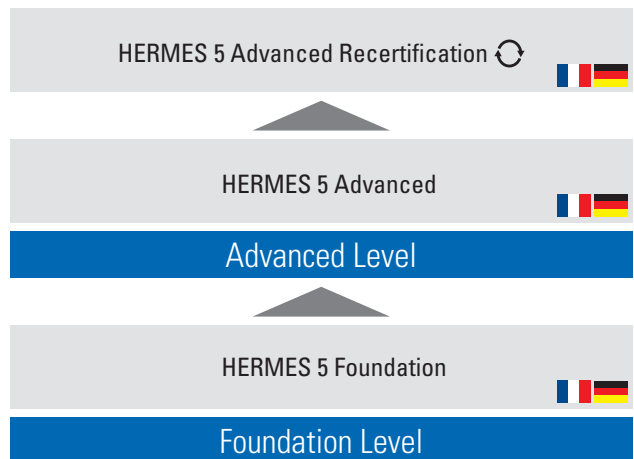 HERMES 5 Advanced Recertification
HERMES 5 Advanced
Advanced Level
HERMES 5 Foundation
Foundation Level